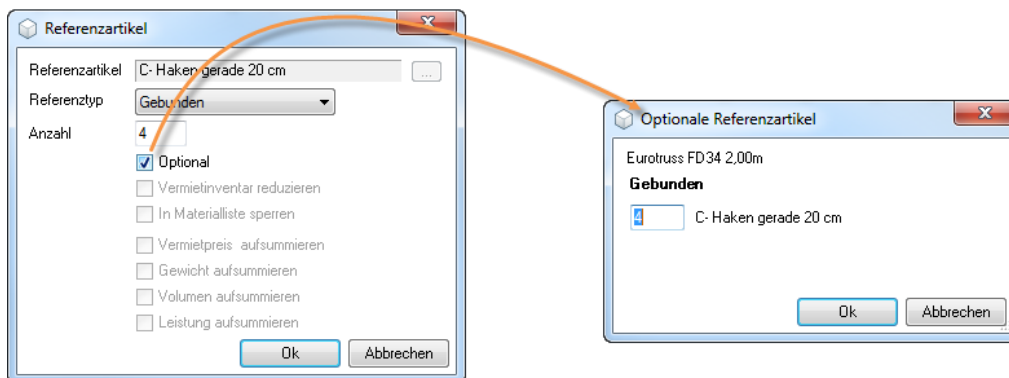 Referenzartikel
Referenzartikel C- Haken gerade 20 cm ...
Referenztyp Gebunden
Anzahl 4
Optional
Vermietinventar reduzieren
In Materialliste sperren
Vermietpreis aufsummieren
Gewicht aufsummieren
Volumen aufsummieren
Leistung aufsummieren
Ok Abbrechen
Optionale Referenzartikel
Eurotruss FD34 2,00m
Gebunden
4 C- Haken gerade 20 cm
Ok Abbrechen